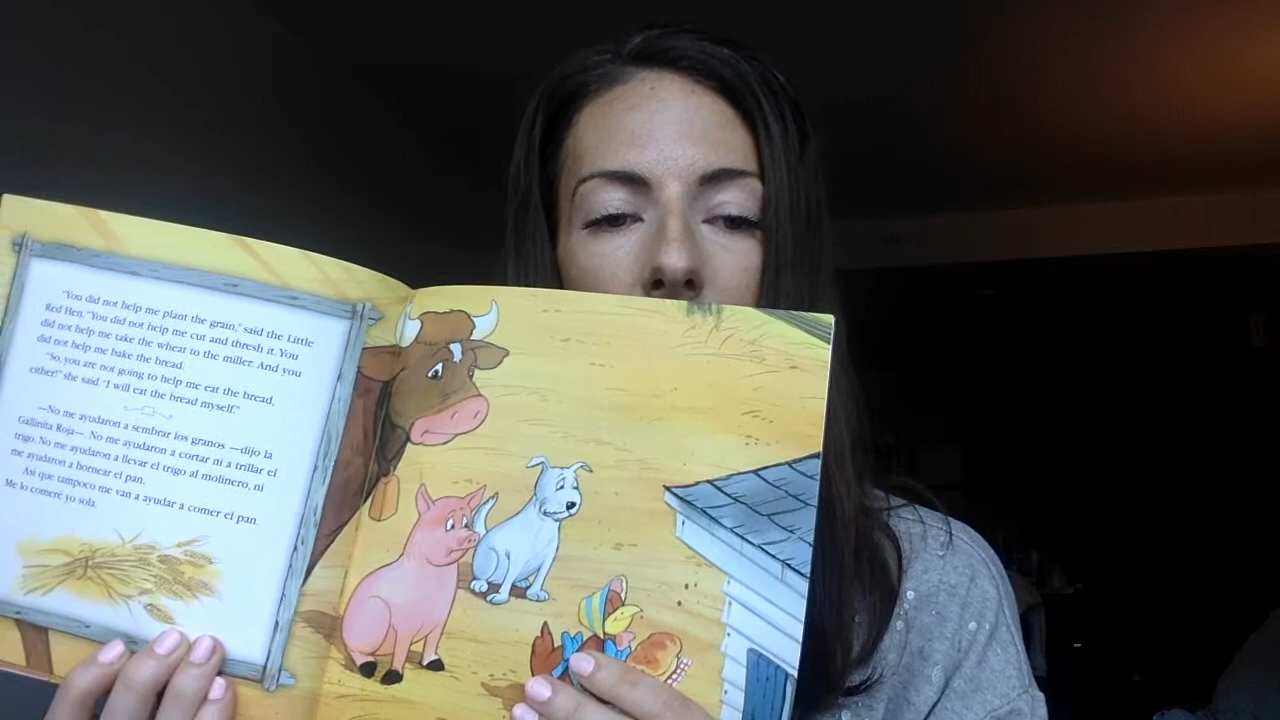 "You did not help me plant the grain," said the Little
Red Hen. "You did not help me cut and thresh it. You
did not help me take the wheat to the miller. And you
did not help me bake the bread.
"So, you are not going to help me eat the bread,
either!" she said. "I will eat the bread myself."
—No me ayudaron a sembrar los granos —dijo la
Gallinita Roja—. No me ayudaron a cortar ni a trillar el
trigo. No me ayudaron a llevar el trigo al molinero, ni
me ayudaron a hornear el pan.
Así que tampoco me van a ayudar a comer el pan.
Me lo comeré yo sola.